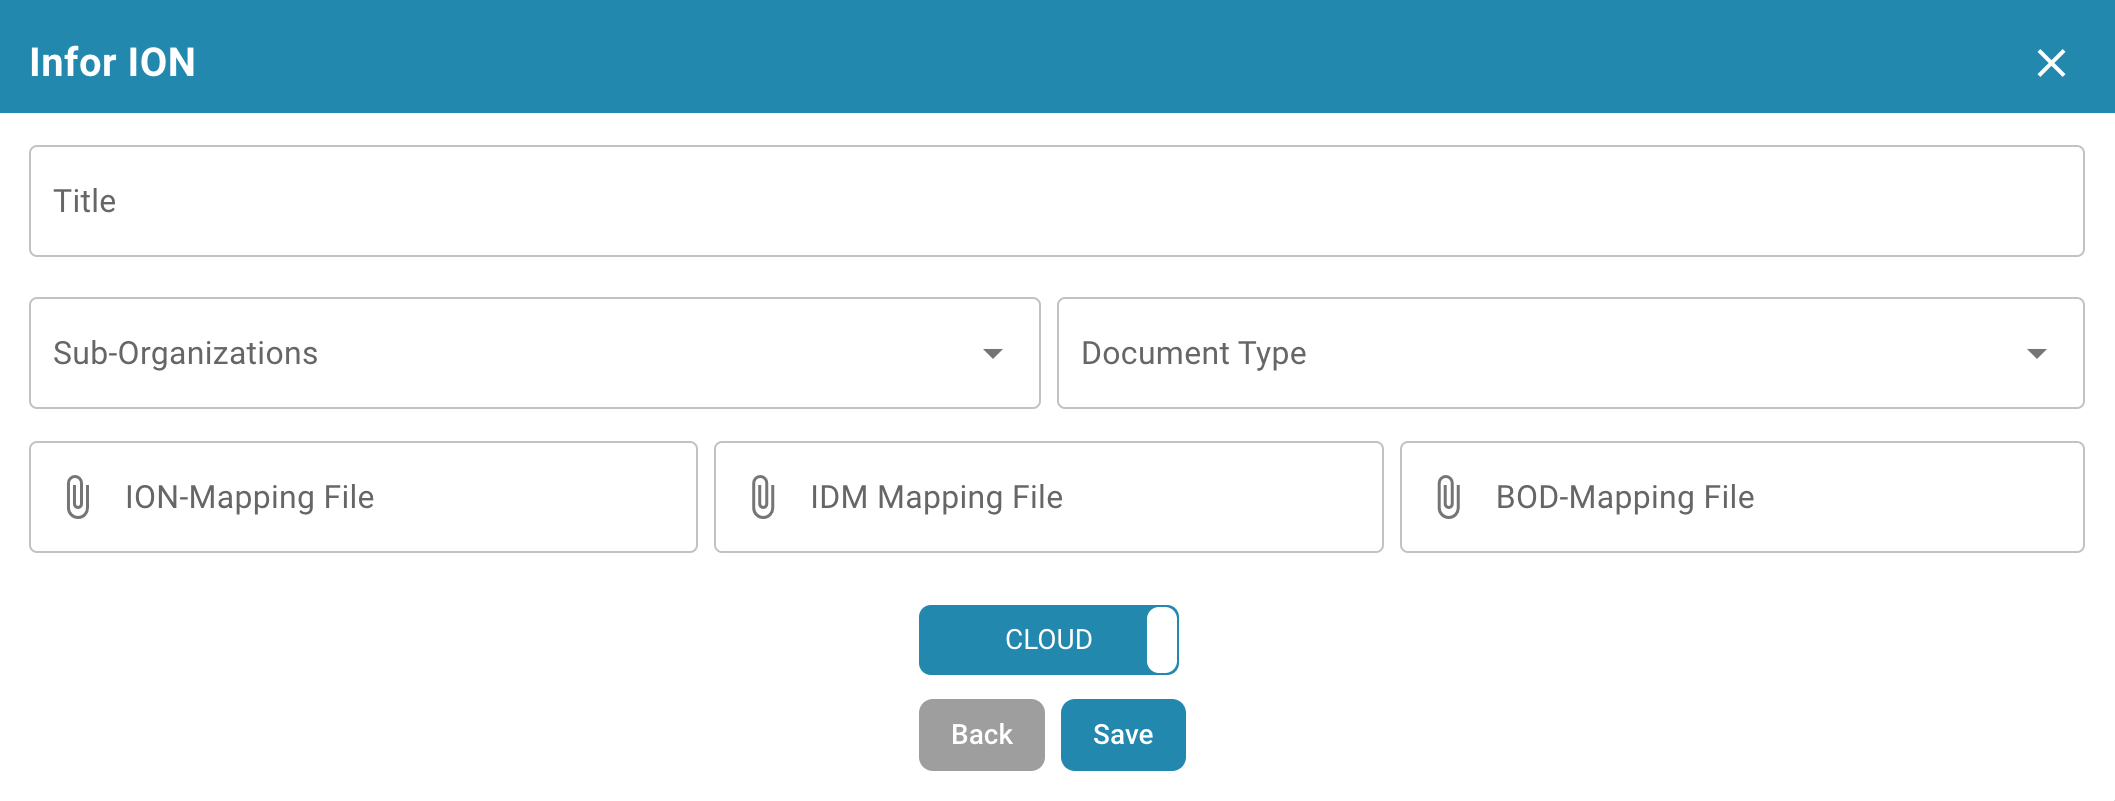 Infor ION
Title
Sub-Organizations
Document Type
ION-Mapping File
IDM Mapping File
BOD-Mapping File
CLOUD
Back
Save